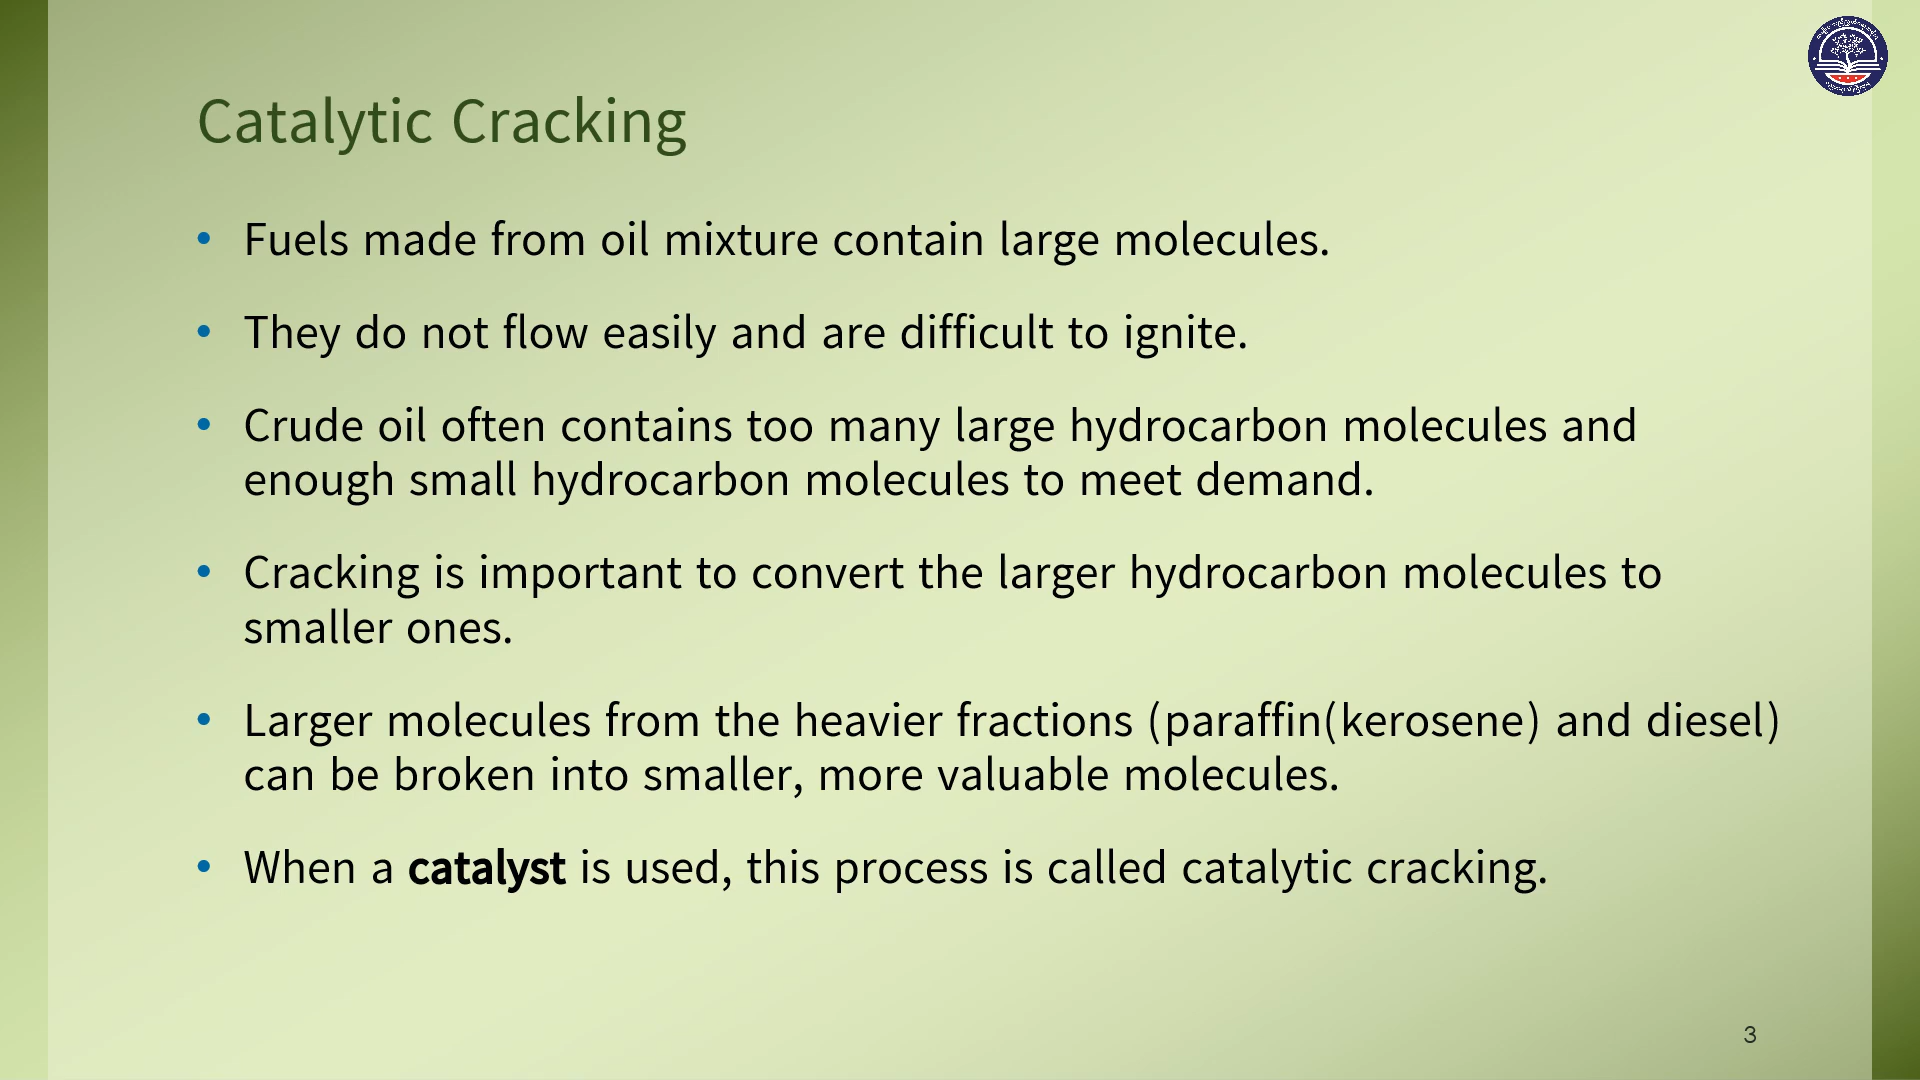 Catalytic Cracking
• Fuels made from oil mixture contain large molecules.
• They do not flow easily and are difficult to ignite.
• Crude oil often contains too many large hydrocarbon molecules and
enough small hydrocarbon molecules to meet demand.
• Cracking is important to convert the larger hydrocarbon molecules to
smaller ones.
• Larger molecules from the heavier fractions (paraffin(kerosene) and diesel)
can be broken into smaller, more valuable molecules.
• When a catalyst is used, this process is called catalytic cracking.
3